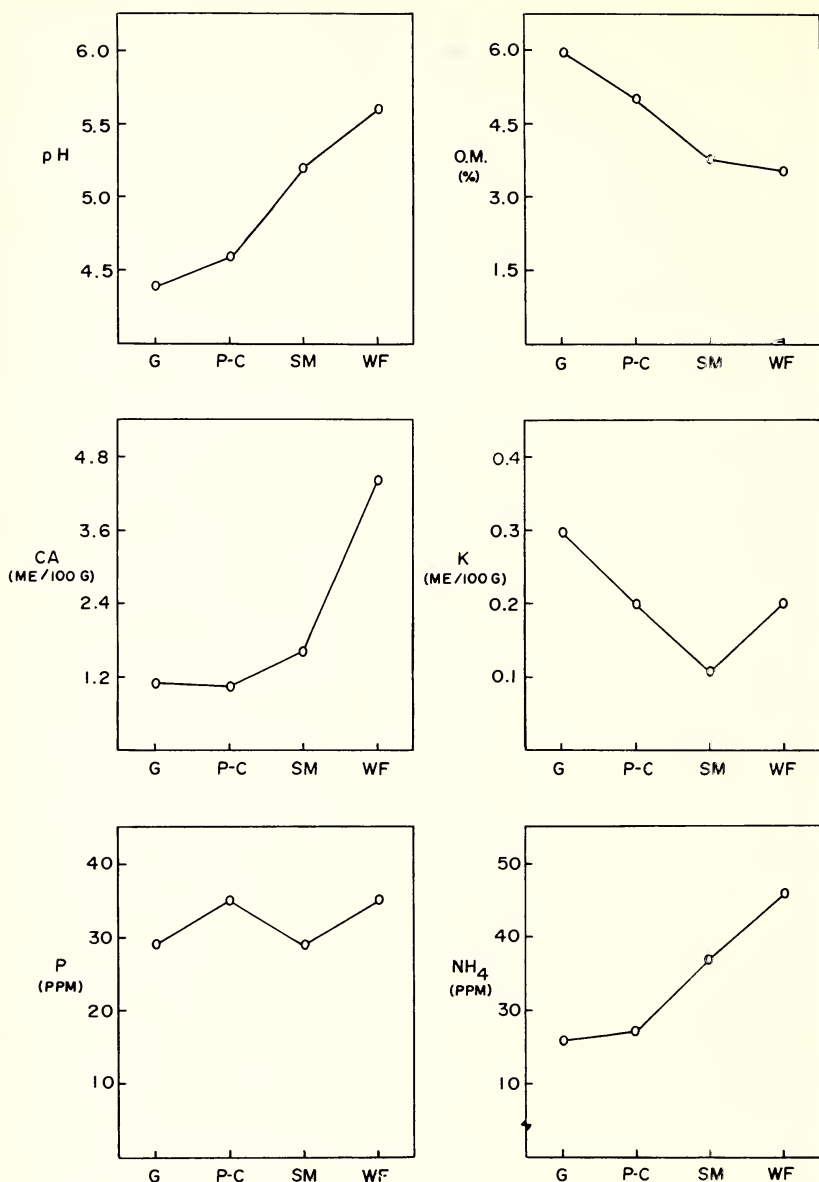 6.0
5.5
pH
5.0
4.5
G P-C SM WF
6.0
4.5
O.M.
(%)
3.0
1.5
G P-C SM WF
4.8
3.6
CA
(ME/100 G)
2.4
1.2
G P-C SM WF
0.4
0.3
K
(ME/100 G)
0.2
0.1
G P-C SM WF
40
30
P
(PPM)
20
10
G P-C SM WF
50
40
NH4
(PPM)
30
10
G P-C SM WF